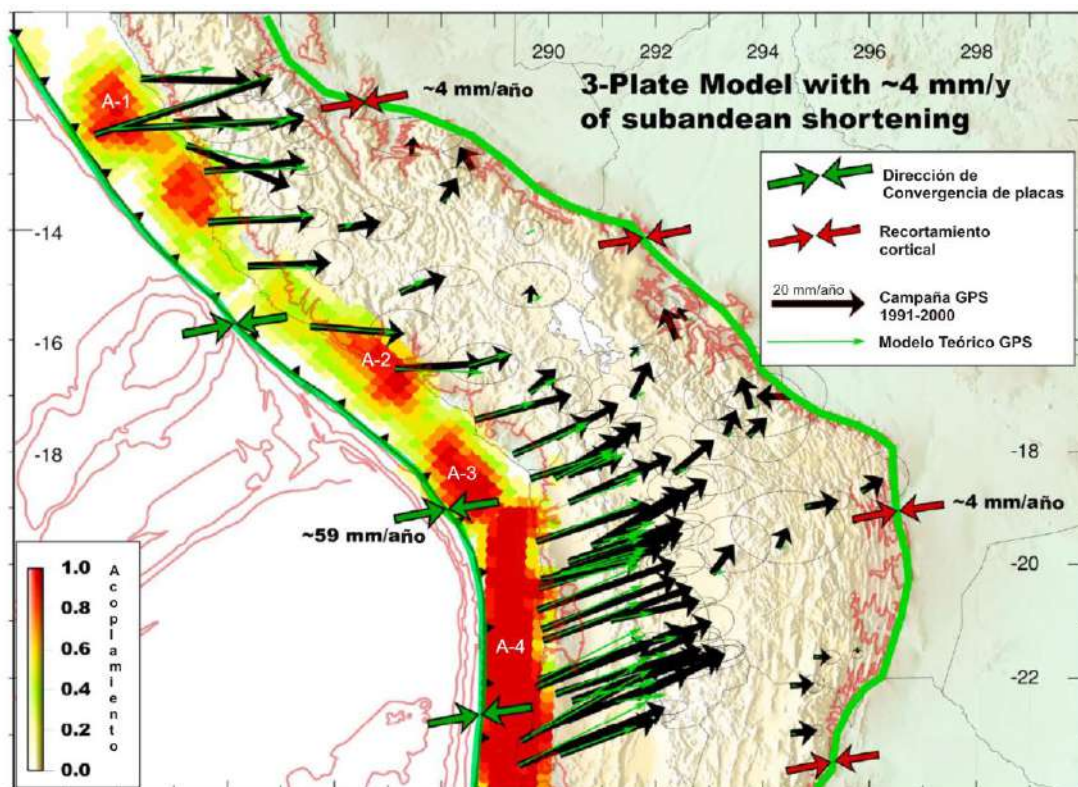 290 292 294 296 298
3-Plate Model with ~4 mm/y
of subandean shortening
~4 mm/año
A-1
-14
-16
-18
A-2
A-3
A-4
~59 mm/año
~4 mm/año
-18
-20
-22
Dirección de
Convergencia de placas
Recortamiento
cortical
20 mm/año
Campaña GPS
1991-2000
Modelo Teórico GPS
1.0
0.8
0.6
0.4
0.2
0.0
Acoplamiento